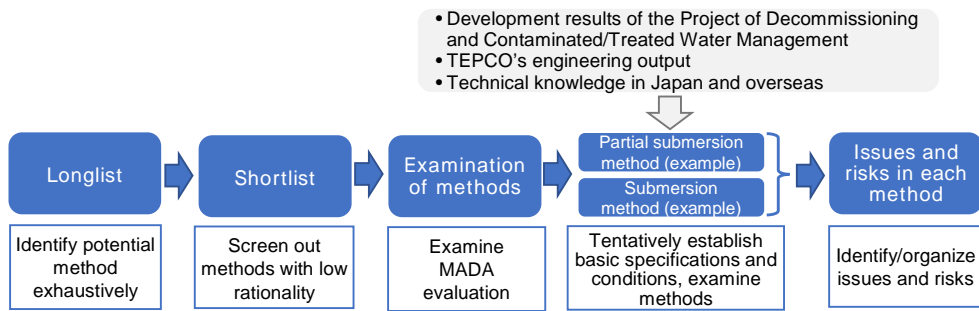 • Development results of the Project of Decommissioning
and Contaminated/Treated Water Management
• TEPCO's engineering output
• Technical knowledge in Japan and overseas
Longlist
Shortlist
Examination
of methods
Partial submersion
method (example)
Submersion
method (example)
Issues and
risks in each
method
Identify potential
method
exhaustively
Screen out
methods with low
rationality
Examine
MADA
evaluation
Tentatively establish
basic specifications
and conditions, examine
methods
Identify/organize
issues and risks